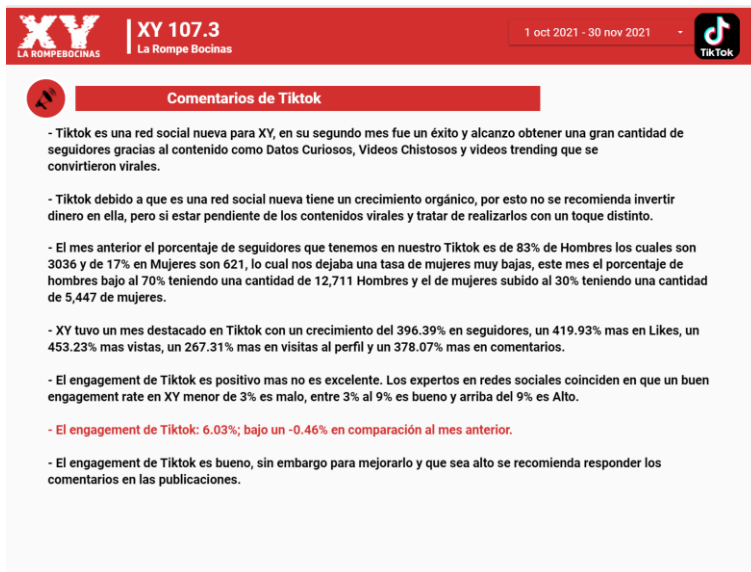 XY
LA ROMPEBOCINAS
XY 107.3
La Rompe Bocinas
1 oct 2021 - 30 nov 2021
TikTok
Comentarios de Tiktok
- Tiktok es una red social nueva para XY, en su segundo mes fue un éxito y alcanzo obtener una gran cantidad de
seguidores gracias al contenido como Datos Curiosos, Videos Chistosos y videos trending que se
convirtieron virales.
- Tiktok debido a que es una red social nueva tiene un crecimiento orgánico, por esto no se recomienda invertir
dinero en ella, pero si estar pendiente de los contenidos virales y tratar de realizarlos con un toque distinto.
- El mes anterior el porcentaje de seguidores que tenemos en nuestro Tiktok es de 83% de Hombres los cuales son
3036 y de 17% en Mujeres son 621, lo cual nos dejaba una tasa de mujeres muy bajas, este mes el porcentaje de
hombres bajo al 70% teniendo una cantidad de 12,711 Hombres y el de mujeres subido al 30% teniendo una cantidad
de 5,447 de mujeres.
- XY tuvo un mes destacado en Tiktok con un crecimiento del 396.39% en seguidores, un 419.93% mas en Likes, un
453.23% mas vistas, un 267.31% mas en visitas al perfil y un 378.07% mas en comentarios.
- El engagement de Tiktok es positivo mas no es excelente. Los expertos en redes sociales coinciden en que un buen
engagement rate en XY menor de 3% es malo, entre 3% al 9% es bueno y arriba del 9% es Alto.
- El engagement de Tiktok: 6.03%; bajo un -0.46% en comparación al mes anterior.
- El engagement de Tiktok es bueno, sin embargo para mejorarlo y que sea alto se recomienda responder los
comentarios en las publicaciones.